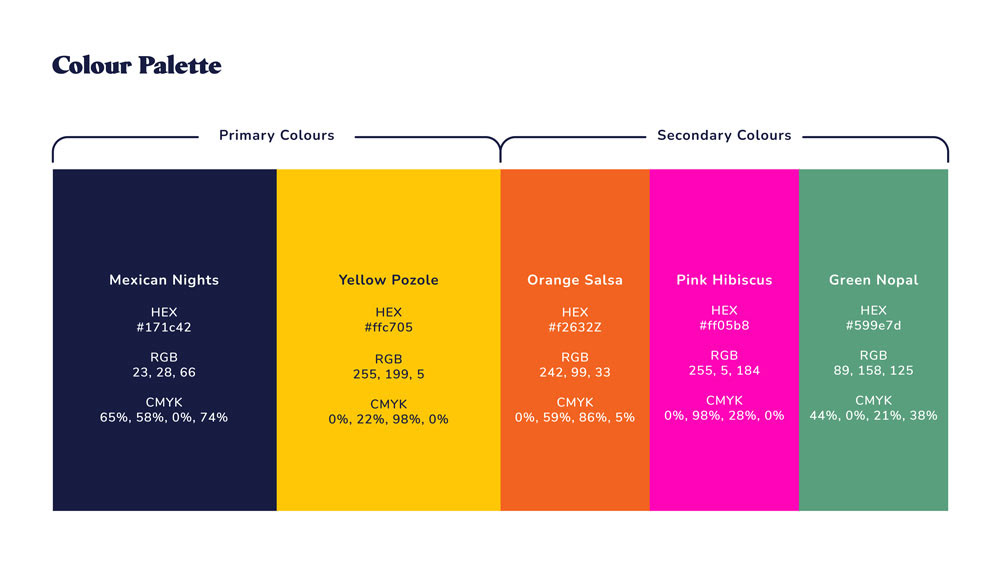 Colour Palette
Primary Colours
Secondary Colours
Mexican Nights
HEX
#171c42
RGB
23, 28, 66
CMYK
65%, 58%, 0%, 74%
Yellow Pozole
HEX
#ffc705
RGB
255, 199, 5
CMYK
0%, 22%, 98%, 0%
Orange Salsa
HEX
#f2632Z
RGB
242, 99, 33
CMYK
0%, 59%, 86%, 5%
Pink Hibiscus
HEX
#ff05b8
RGB
255, 5, 184
CMYK
0%, 98%, 28%, 0%
Green Nopal
HEX
#599e7d
RGB
89, 158, 125
CMYK
44%, 0%, 21%, 38%